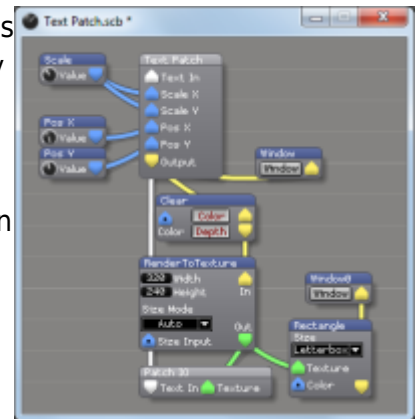 s
Text Patch.scb *
y
Scale
Value
Text Patch
Text In
Scale X
Scale Y
Pos X
Pos Y
Output
Pos X
Value
Pos Y
Value
Window
Window
Clear
Color
Color
Depth
n
RenderToTexture
320 Width
240 Height
In
Size Mode
Auto
Out
Size Input
Window0
Window
Rectangle
Size
Letterbox
Texture
Color
Patch IO
Text In
Texture